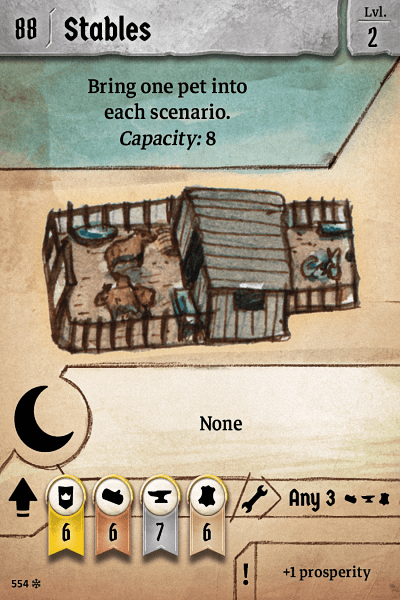 88 Stables
Lvl.
2
Bring one pet into
each scenario.
Capacity: 8
None
6 6 7 6
Any 3
! +1 prosperity
554